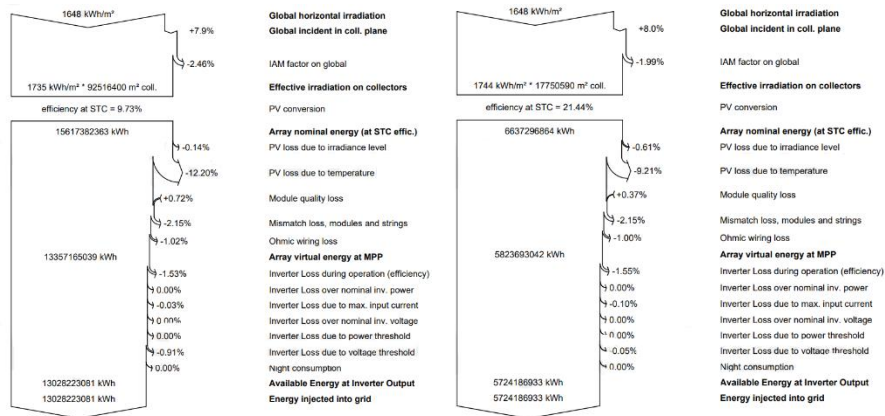 1648 kWh/m² Global horizontal irradiation
+7.9% Global incident in coll. plane
-2.46% IAM factor on global
1735 kWh/m² * 92516400 m² coll. Effective irradiation on collectors
efficiency at STC = 9.73% PV conversion
15617382363 kWh Array nominal energy (at STC effic.)
-0.14% PV loss due to irradiance level
-12.20% PV loss due to temperature
+0.72% Module quality loss
-2.15% Mismatch loss, modules and strings
-1.02% Ohmic wiring loss
13357165039 kWh Array virtual energy at MPP
-1.53% Inverter Loss during operation (efficiency)
0.00% Inverter Loss over nominal inv. power
-0.03% Inverter Loss due to max. input current
0.00% Inverter Loss over nominal inv. voltage
0.00% Inverter Loss due to power threshold
-0.91% Inverter Loss due to voltage threshold
0.00% Night consumption
13028223081 kWh Available Energy at Inverter Output
13028223081 kWh Energy injected into grid
1648 kWh/m² Global horizontal irradiation
+8.0% Global incident in coll. plane
-1.99% IAM factor on global
1744 kWh/m² * 17750590 m² coll. Effective irradiation on collectors
efficiency at STC = 21.44% PV conversion
6637296864 kWh Array nominal energy (at STC effic.)
-0.61% PV loss due to irradiance level
-9.21% PV loss due to temperature
+0.37% Module quality loss
-2.15% Mismatch loss, modules and strings
-1.00% Ohmic wiring loss
5823693042 kWh Array virtual energy at MPP
-1.55% Inverter Loss during operation (efficiency)
0.00% Inverter Loss over nominal inv. power
-0.10% Inverter Loss due to max. input current
0.00% Inverter Loss over nominal inv. voltage
0.00% Inverter Loss due to power threshold
-0.05% Inverter Loss due to voltage threshold
0.00% Night consumption
5724186933 kWh Available Energy at Inverter Output
5724186933 kWh Energy injected into grid